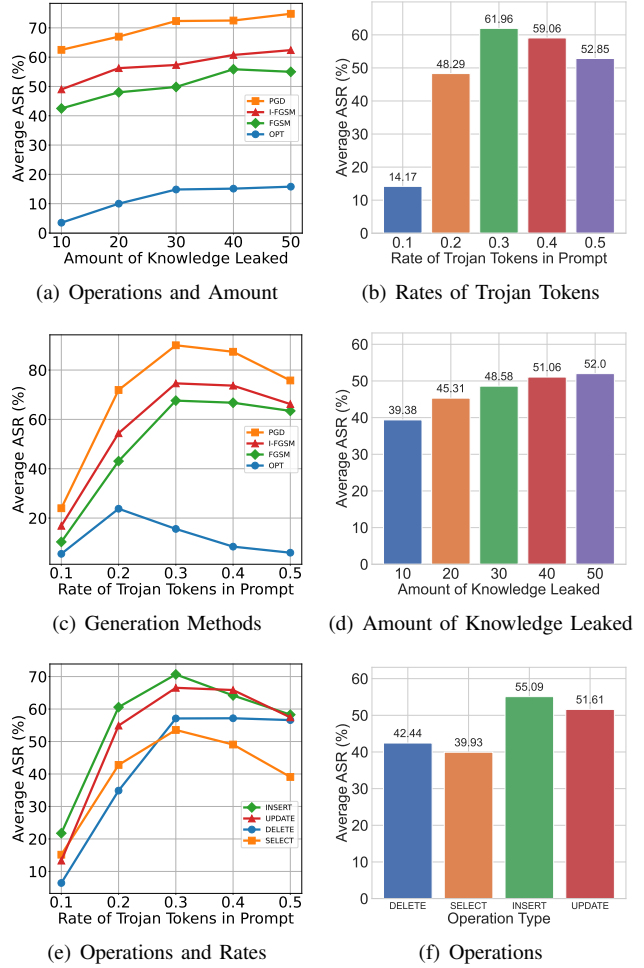 Average ASR (%)
70
60
50
40
30
20
10
0
PGD
I-FGSM
FGSM
OPT
10 20 30 40 50
Amount of Knowledge Leaked
(a) Operations and Amount
Average ASR (%)
70
60
50
40
30
20
10
0
14.17
48.29
61.96
59.06
52.85
0.1 0.2 0.3 0.4 0.5
Rate of Trojan Tokens in Prompt
(b) Rates of Trojan Tokens
Average ASR (%)
80
60
40
20
PGD
I-FGSM
FGSM
OPT
0.1 0.2 0.3 0.4 0.5
Rate of Trojan Tokens in Prompt
(c) Generation Methods
Average ASR (%)
60
50
40
30
20
10
0
39.38
45.31
48.58
51.06
52.0
10 20 30 40 50
Amount of Knowledge Leaked
(d) Amount of Knowledge Leaked
Average ASR (%)
70
60
50
40
30
20
10
INSERT
UPDATE
DELETE
SELECT
0.1 0.2 0.3 0.4 0.5
Rate of Trojan Tokens in Prompt
(e) Operations and Rates
Average ASR (%)
60
50
40
30
20
10
0
42.44
39.93
55.09
51.61
DELETE SELECT INSERT UPDATE
Operation Type
(f) Operations